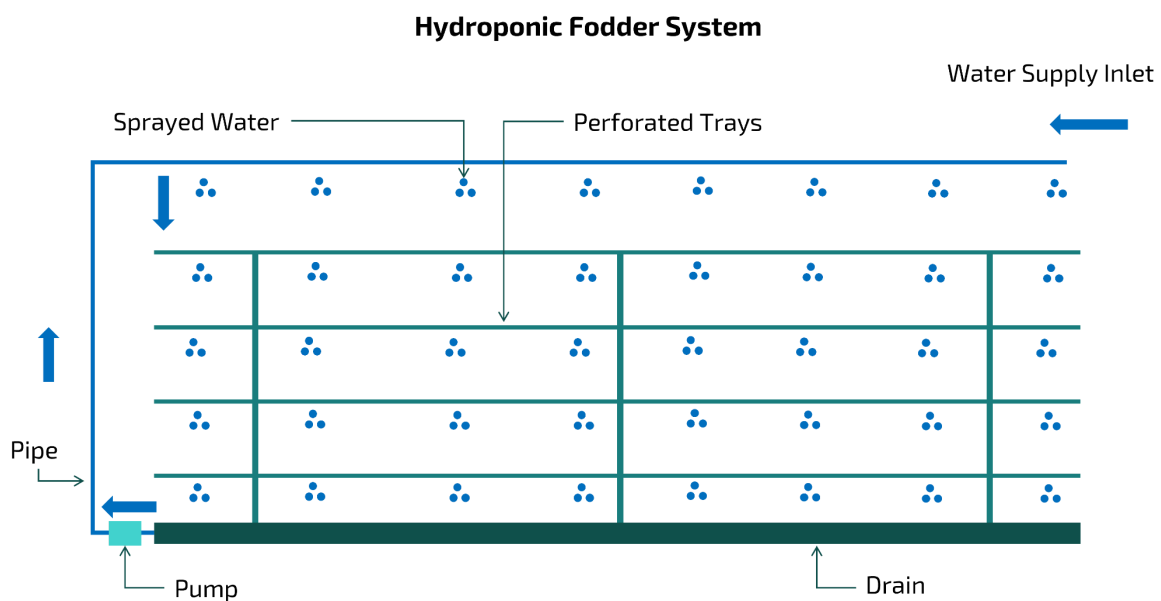 Hydroponic Fodder System
Water Supply Inlet
Sprayed Water
Perforated Trays
Pipe
Pump
Drain